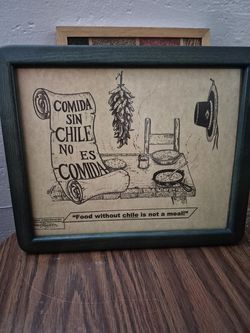 COMIDA
SIN
CHILE
NO ES
COMIDA
"Food without chile is not a meal!"